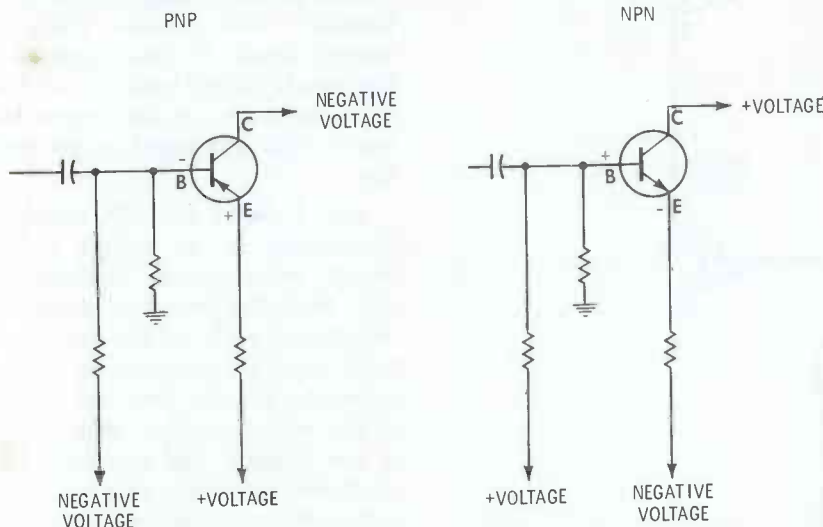 PNP
NEGATIVE
VOLTAGE
C
-
B
+
E
NEGATIVE
VOLTAGE
+VOLTAGE
NPN
+VOLTAGE
C
+
B
-
E
+VOLTAGE
NEGATIVE
VOLTAGE